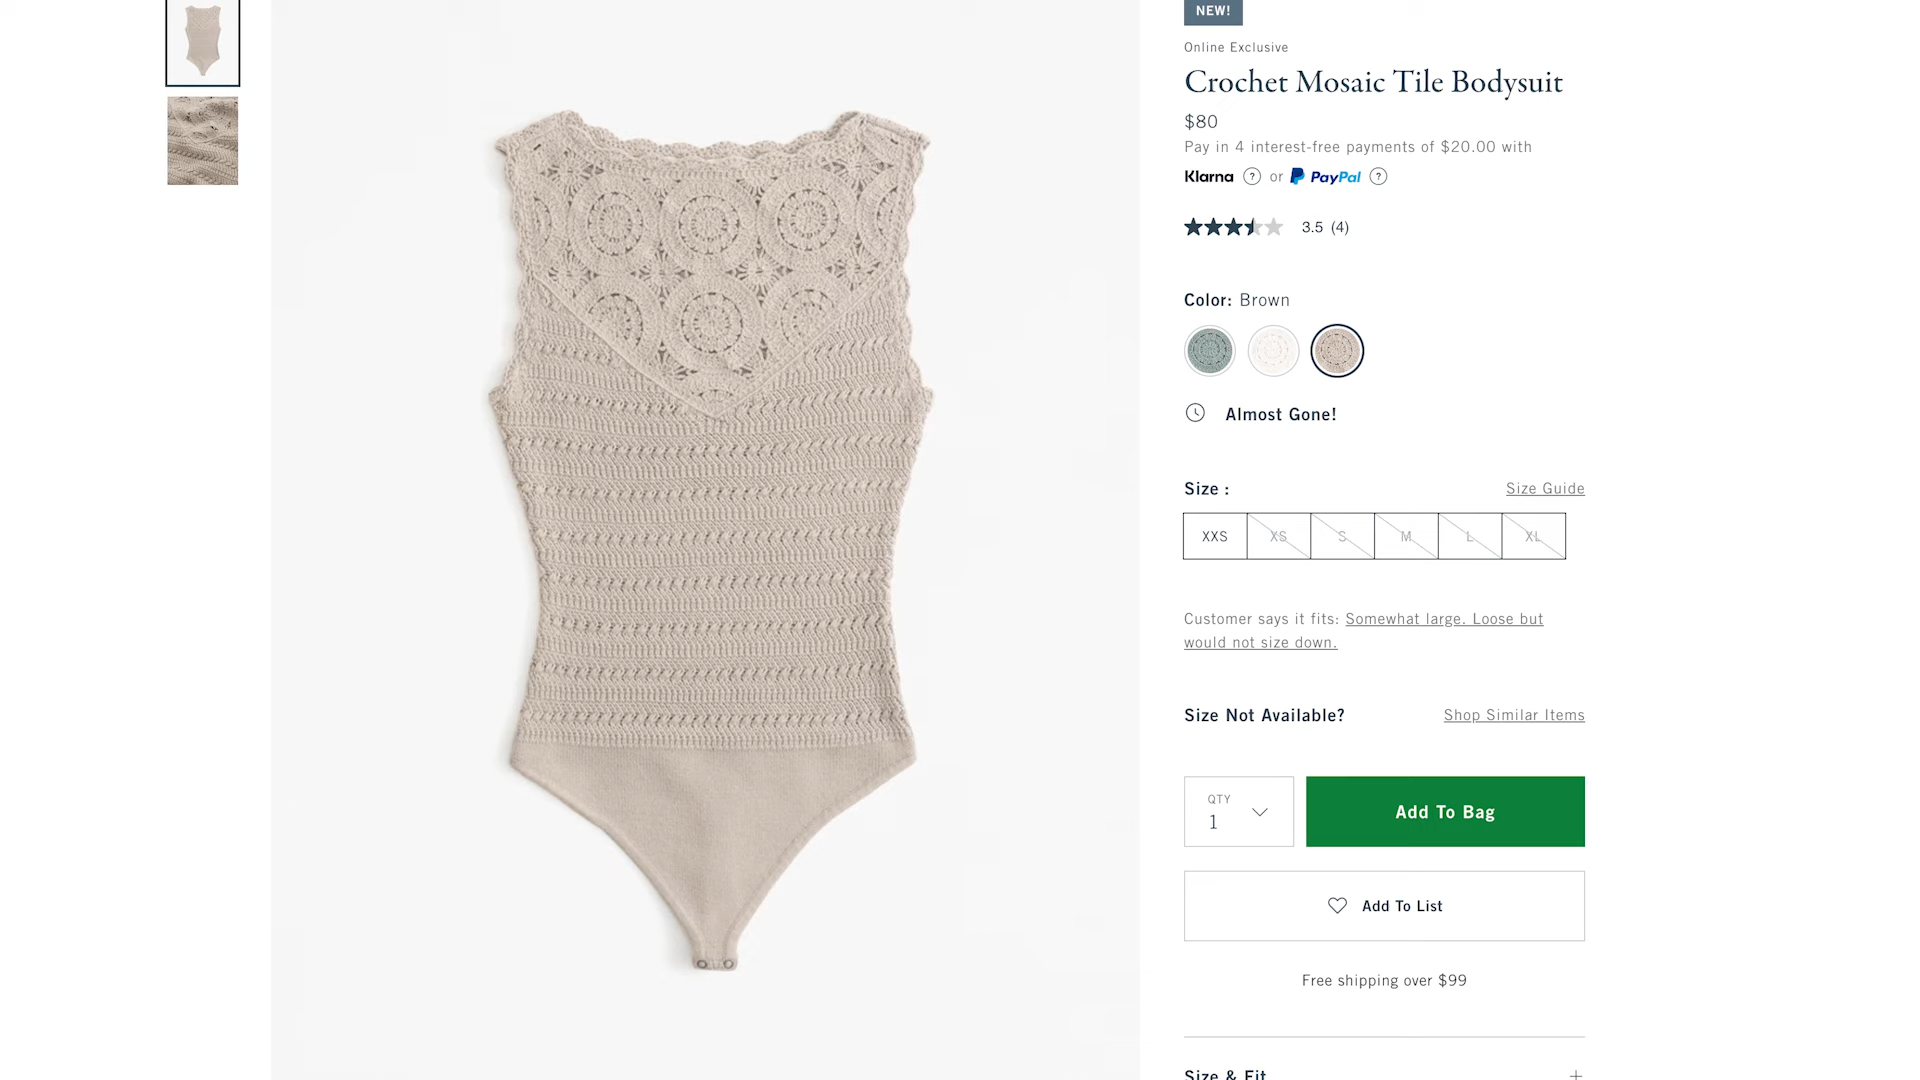 NEW!
Online Exclusive
Crochet Mosaic Tile Bodysuit
$80
Pay in 4 interest-free payments of $20.00 with
Klarna ? or PayPal ?
3.5 (4)
Color: Brown
Almost Gone!
Size :
Size Guide
XXS XS S M L XL
Customer says it fits: Somewhat large. Loose but
would not size down.
Size Not Available?
Shop Similar Items
QTY
1
Add To Bag
Add To List
Free shipping over $99
Size & Fit